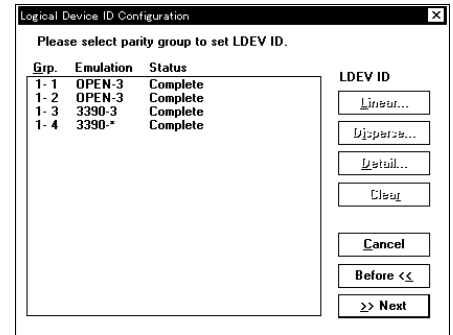 Logical Device ID Configuration
Please select parity group to set LDEV ID.
Grp. Emulation Status
1- 1 OPEN-3 Complete
1- 2 OPEN-3 Complete
1- 3 3390-3 Complete
1- 4 3390-* Complete
LDEV ID
Linear...
Disperse...
Detail...
Clear
Cancel
Before <<
>> Next